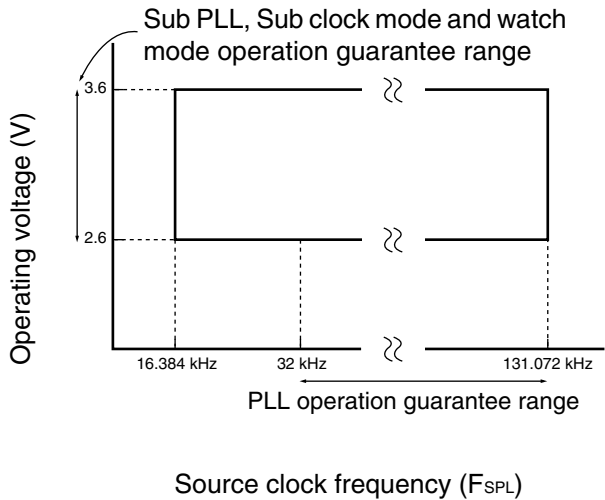 Sub PLL, Sub clock mode and watch
mode operation guarantee range
Operating voltage (V)
3.6
2.6
16.384 kHz
32 kHz
131.072 kHz
PLL operation guarantee range
Source clock frequency (FSPL)